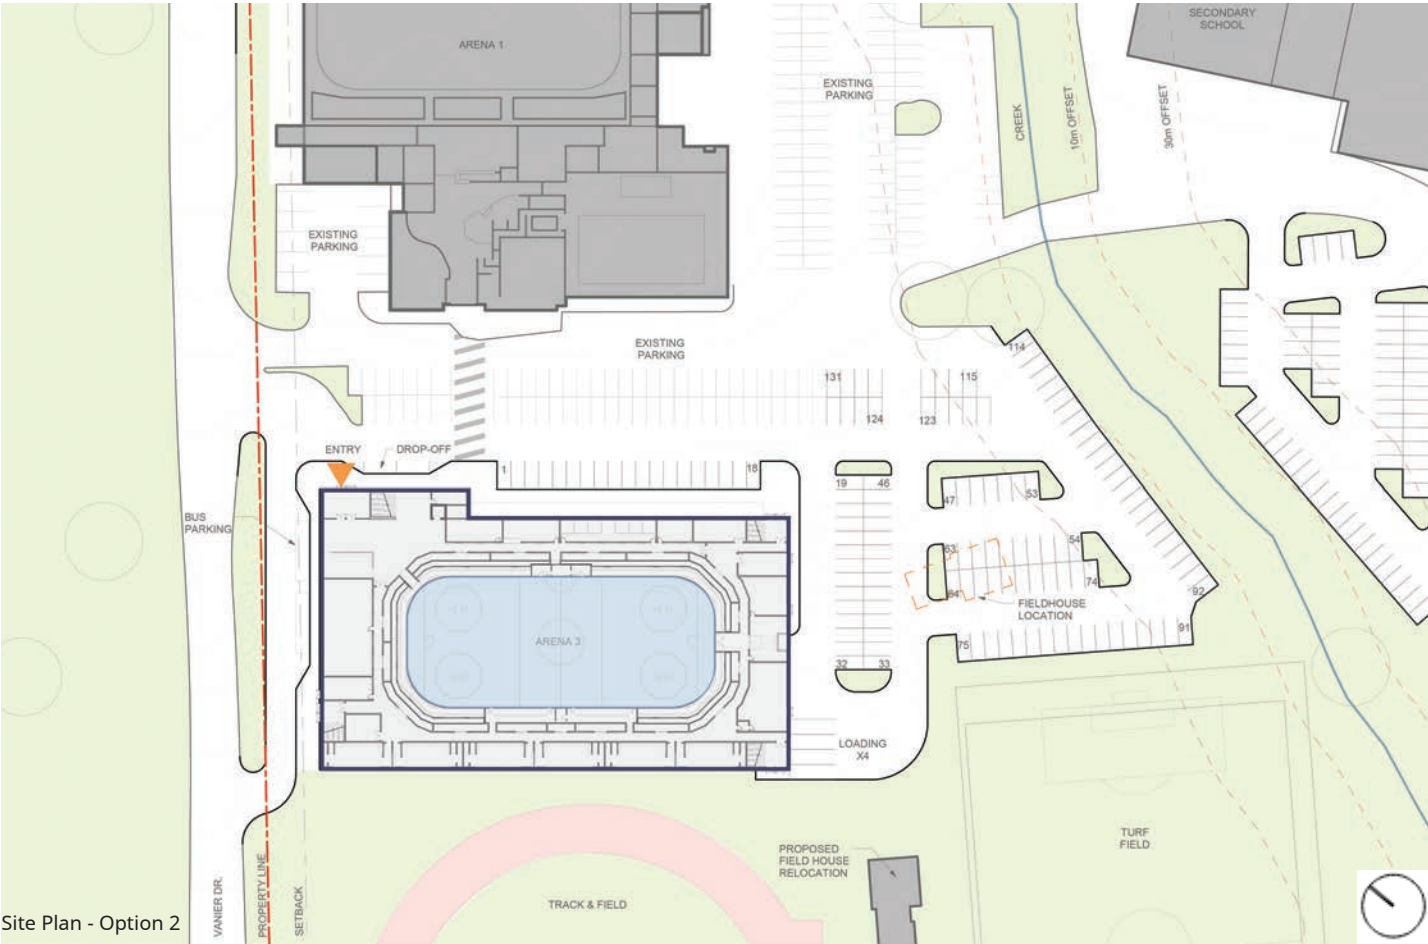 SECONDARY
SCHOOL
ARENA 1
EXISTING
PARKING
CREEK
10m OFFSET
30m OFFSET
EXISTING
PARKING
EXISTING
PARKING
114
131
115
124
123
ENTRY
DROP-OFF
1
18
19
46
47
53
BUS
PARKING
54
63
74
64
92
FIELDHOUSE
LOCATION
91
75
ARENA 3
32
33
LOADING
X4
TURF
FIELD
PROPOSED
FIELD HOUSE
RELOCATION
TRACK & FIELD
VANIER DR.
PROPERTY LINE
SETBACK
Site Plan - Option 2